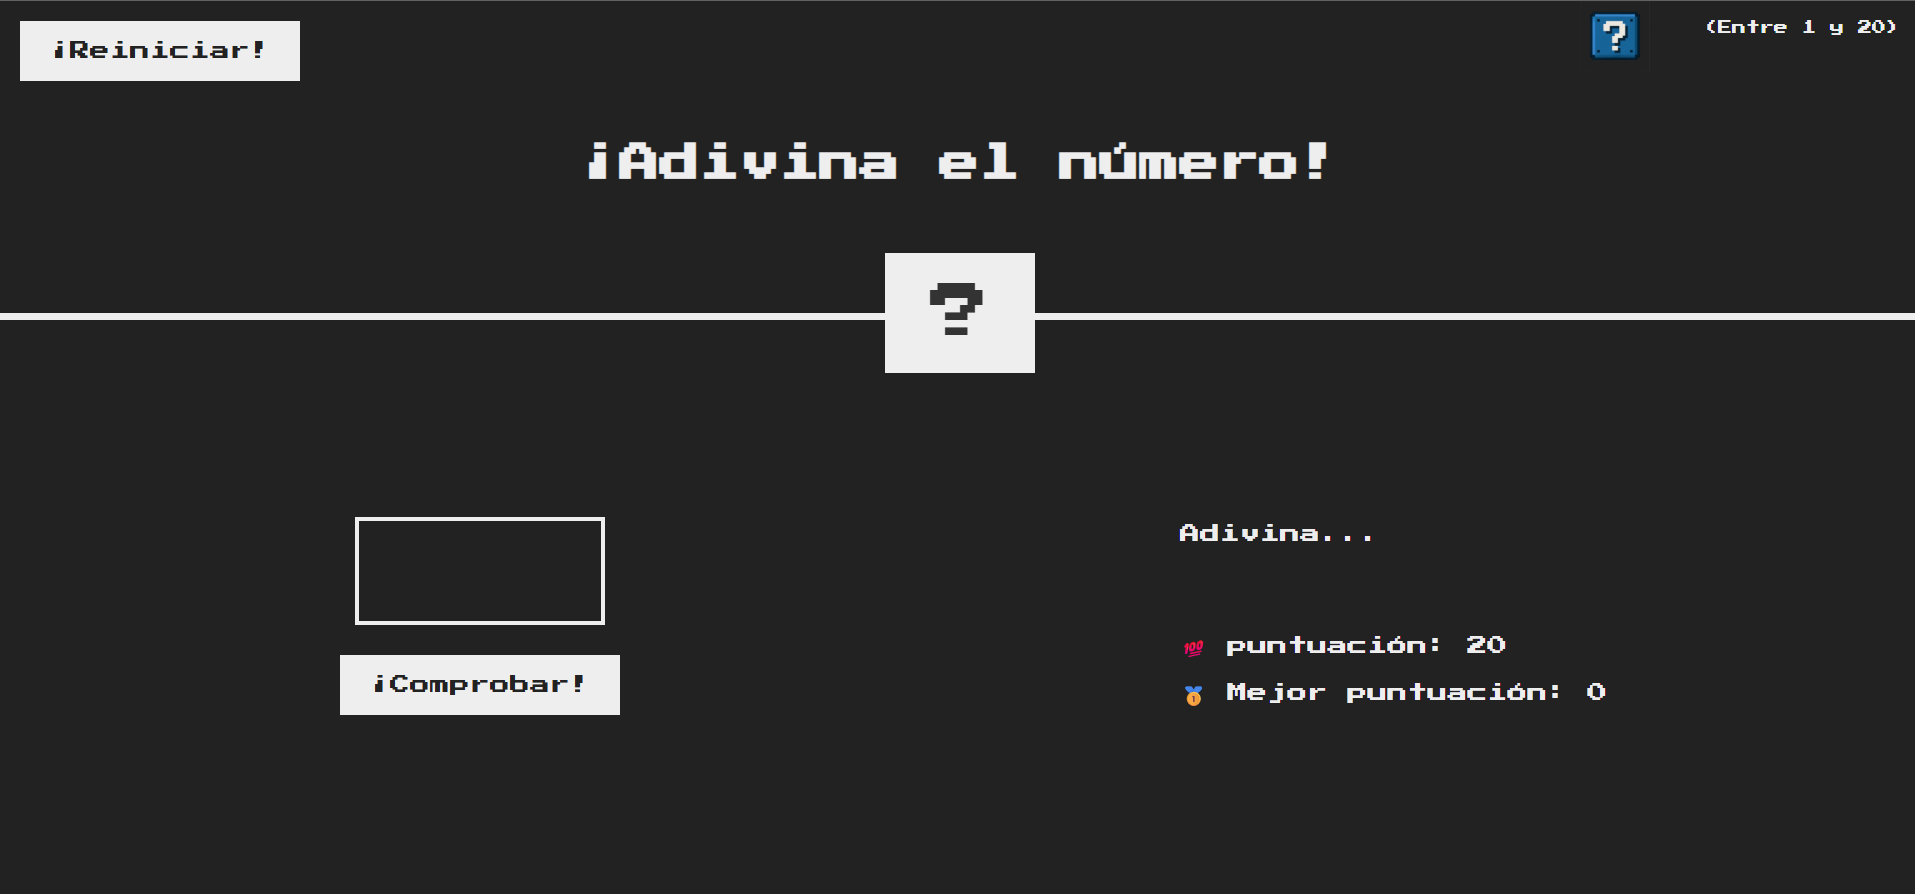 ¡Reiniciar!
?
(Entre 1 y 20)
¡Adivina el número!
?
Adivina...
¡Comprobar!
💯 puntuación: 20
🥇 Mejor puntuación: 0